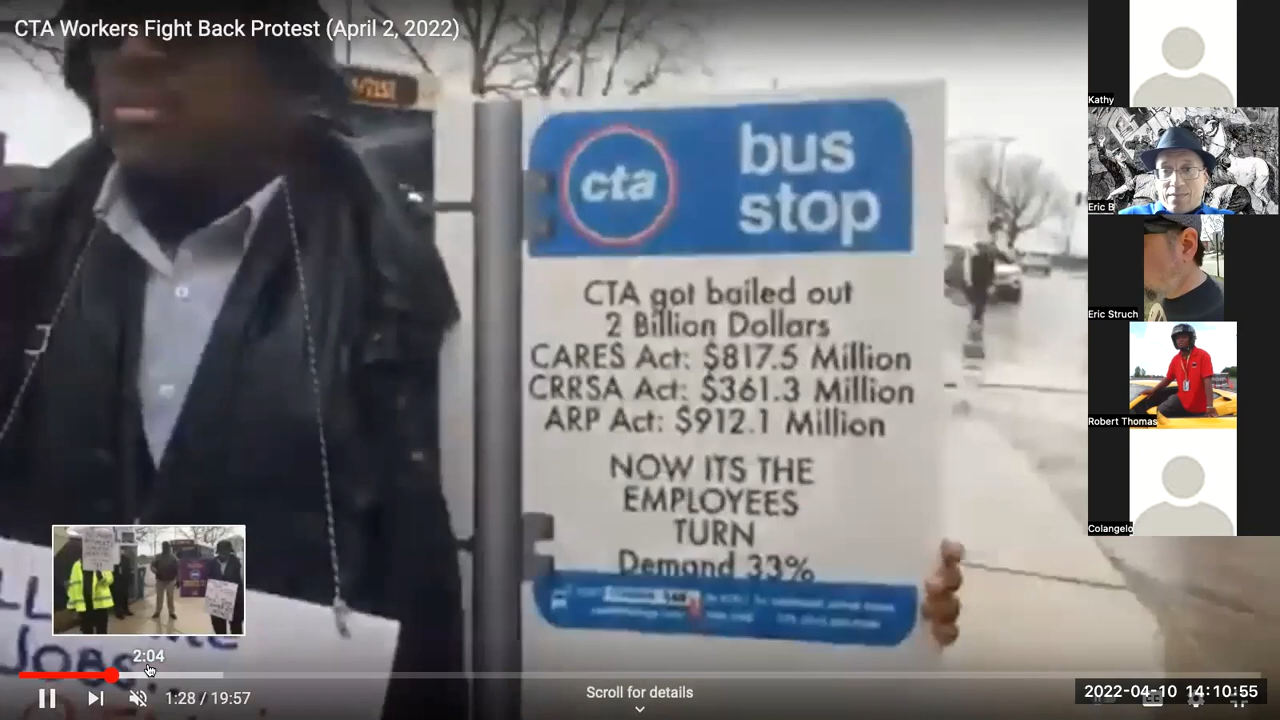 CTA Workers Fight Back Protest (April 2, 2022)
cta
bus
stop
CTA got bailed out
2 Billion Dollars
CARES Act: $817.5 Million
CRRSA Act: $361.3 Million
ARP Act: $912.1 Million
NOW ITS THE
EMPLOYEES
TURN
Demand 33%
JOBS
2:04
1:28 / 19:57
Scroll for details
Kathy
Eric B
Eric Struch
Robert Thomas
Colangelo
2022-04-10 14:10:55